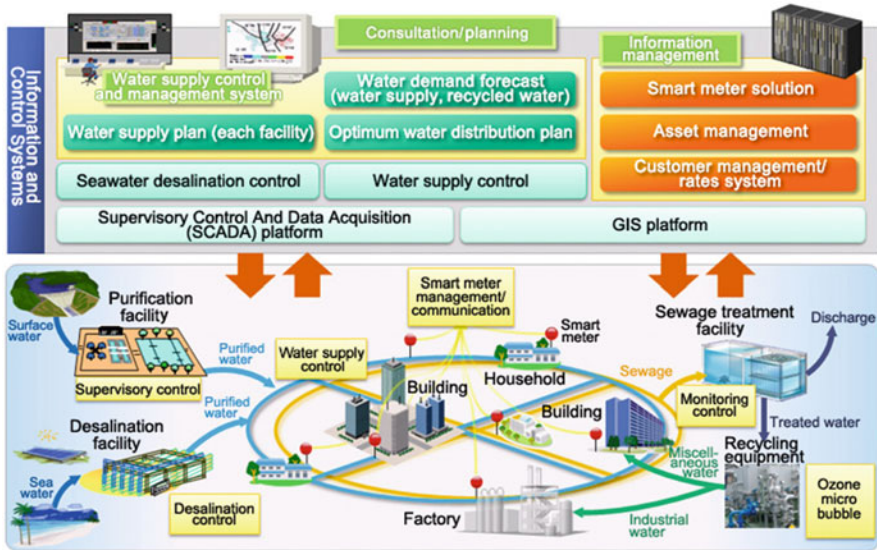 Information and
Control Systems
Consultation/planning
Information
management
Water supply control
and management system
Water demand forecast
(water supply, recycled water)
Smart meter solution
Water supply plan (each facility)
Optimum water distribution plan
Asset management
Seawater desalination control
Water supply control
Customer management/
rates system
Supervisory Control And Data Acquisition
(SCADA) platform
GIS platform
Purification
facility
Surface
water
Supervisory control
Purified
water
Water supply control
Smart meter
management/
communication
Smart
meter
Household
Building
Building
Sewage treatment
facility
Discharge
Sewage
Monitoring
control
Treated water
Desalination
facility
Purified
water
Sea
water
Desalination
control
Factory
Miscell-
aneous
water
Industrial
water
Recycling
equipment
Ozone
micro
bubble